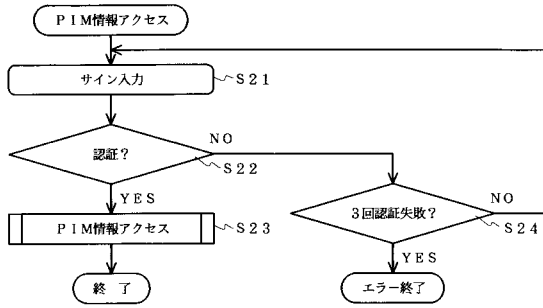 PIM情報アクセス
サイン入力
S21
認証?
NO
S22
YES
PIM情報アクセス
S23
3回認証失敗?
NO
S24
YES
終 了
エラー終了